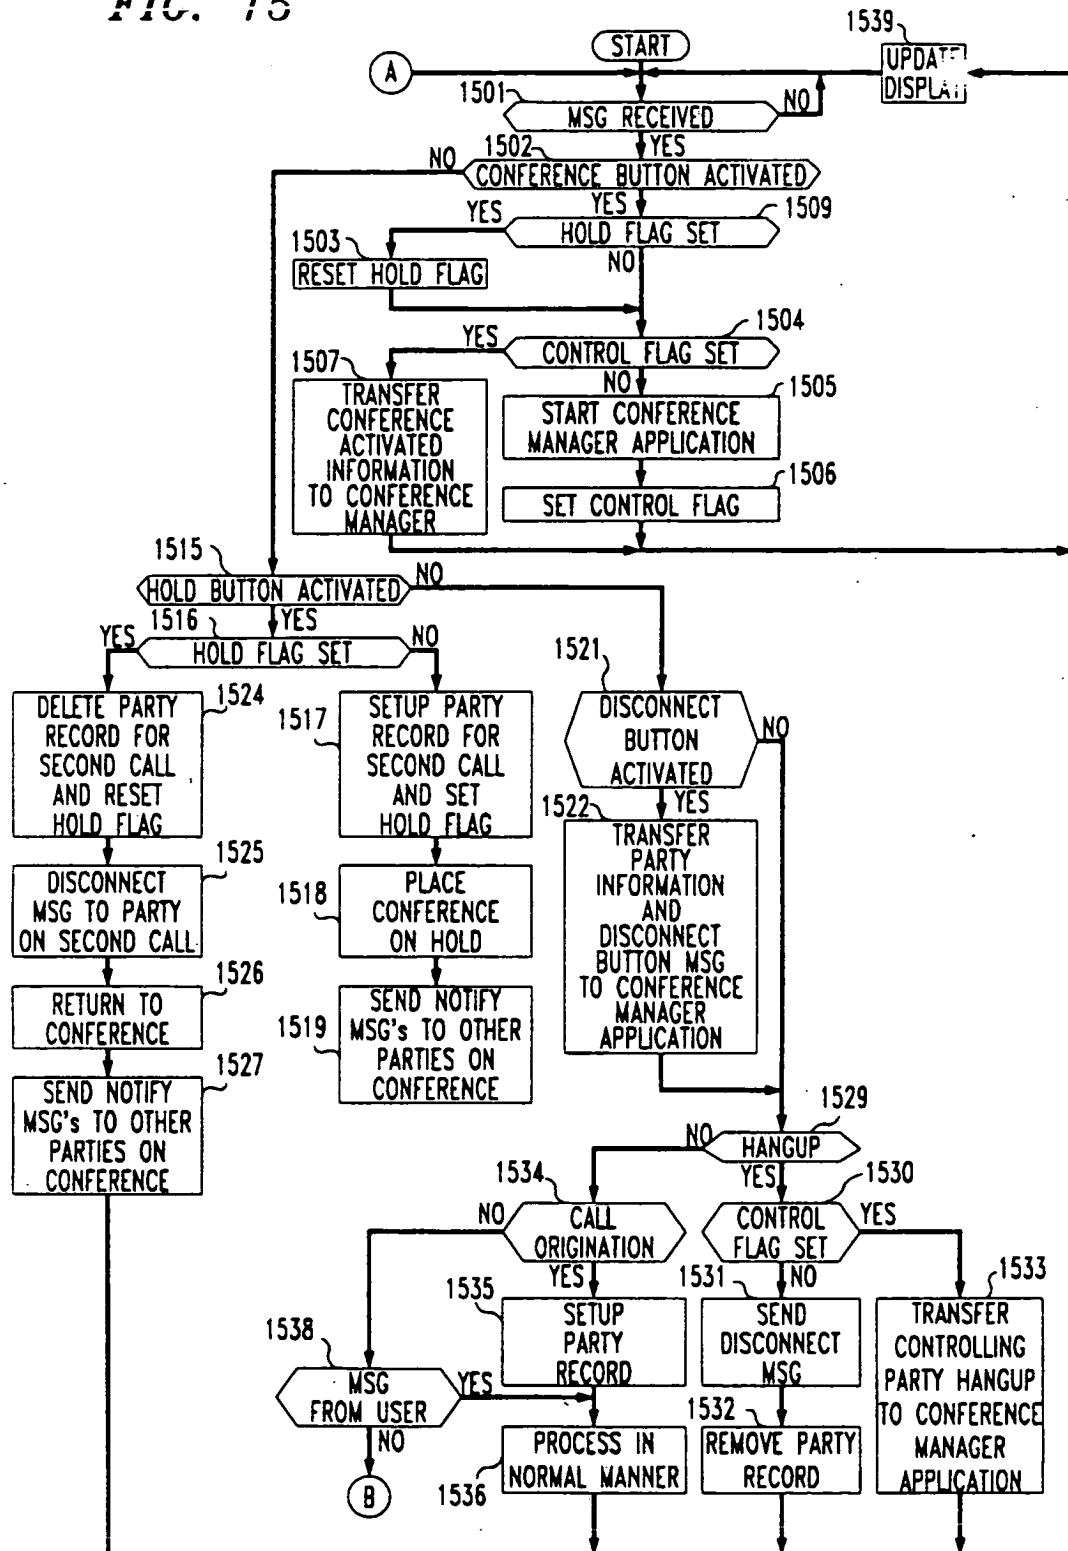 FIG. 15
START
1539
A
UPDATE
DISPLAY
1501
MSG RECEIVED
NO
YES
1502
NO
CONFERENCE BUTTON ACTIVATED
YES
1509
YES
HOLD FLAG SET
NO
1503
RESET HOLD FLAG
1504
YES
CONTROL FLAG SET
NO
1507
TRANSFER
CONFERENCE
ACTIVATED
INFORMATION
TO CONFERENCE
MANAGER
1505
START CONFERENCE
MANAGER APPLICATION
1506
SET CONTROL FLAG
1515
HOLD BUTTON ACTIVATED
NO
YES
1516
YES
HOLD FLAG SET
NO
1524
DELETE PARTY
RECORD FOR
SECOND CALL
AND RESET
HOLD FLAG
1517
SETUP PARTY
RECORD FOR
SECOND CALL
AND SET
HOLD FLAG
1521
DISCONNECT
BUTTON
ACTIVATED
NO
YES
1525
DISCONNECT
MSG TO PARTY
ON SECOND CALL
1518
PLACE
CONFERENCE
ON HOLD
1522
TRANSFER
PARTY
INFORMATION
AND
DISCONNECT
BUTTON MSG
TO CONFERENCE
MANAGER
APPLICATION
1526
RETURN TO
CONFERENCE
1519
SEND NOTIFY
MSG's TO OTHER
PARTIES ON
CONFERENCE
1527
SEND NOTIFY
MSG's TO OTHER
PARTIES ON
CONFERENCE
1529
NO
HANGUP
YES
1534
NO
CALL
ORIGINATION
YES
1530
CONTROL
FLAG SET
YES
NO
1535
SETUP
PARTY
RECORD
1531
SEND
DISCONNECT
MSG
1533
TRANSFER
CONTROLLING
PARTY HANGUP
TO CONFERENCE
MANAGER
APPLICATION
1538
MSG
FROM USER
YES
NO
1536
PROCESS IN
NORMAL MANNER
1532
REMOVE PARTY
RECORD
B